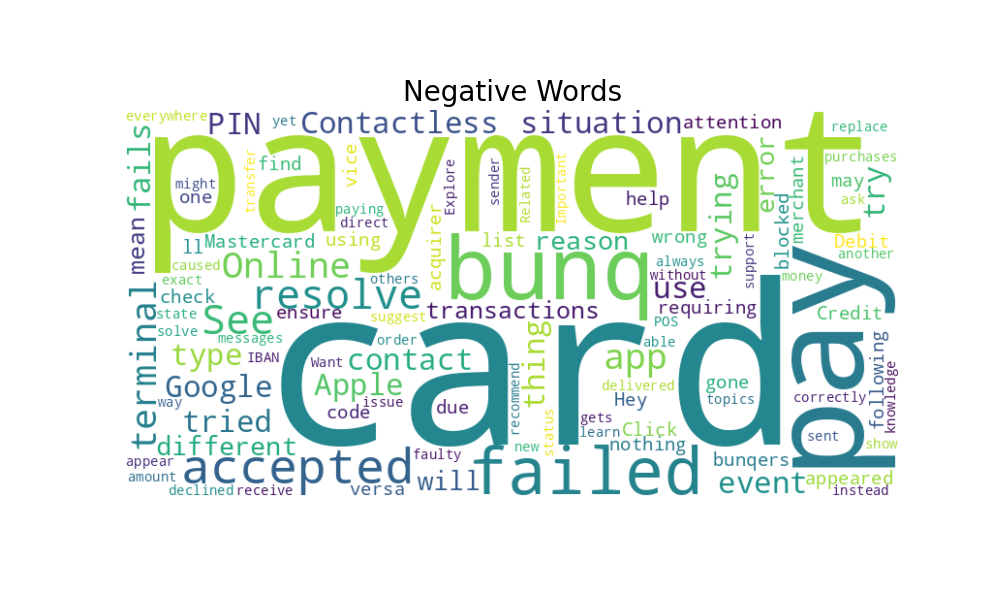 Negative Words
everywhere
PIN
yet
Contactless
situation
attention
replace
payment
fails
find
transfer
vice
Explore
sender
Related
important
help
error
merchant
purchases
may
try
ask
might
one
paying
direct
mean
ll
Mastercard
using
acquirer
list
reason
wrong
trying
blocked
Debit
another
caused
Online
bunq
always
without
support
money
exact
check
resolve
others
use
requiring
state
See
ensure
suggest
transactions
POS
Credit
pay
solve
messages
order
able
terminal
type
IBAN
Want
contact
card
thing
app
following
knowledge
Google
Apple
delivered
gone
topics
correctly
way
code
issue
due
recommend
Hey
tried
gets
learn
Click
sent
show
different
status
new
nothing
appear
accepted
faulty
failed
bunqers
amount
will
event
appeared
declined
receive
versa
instead